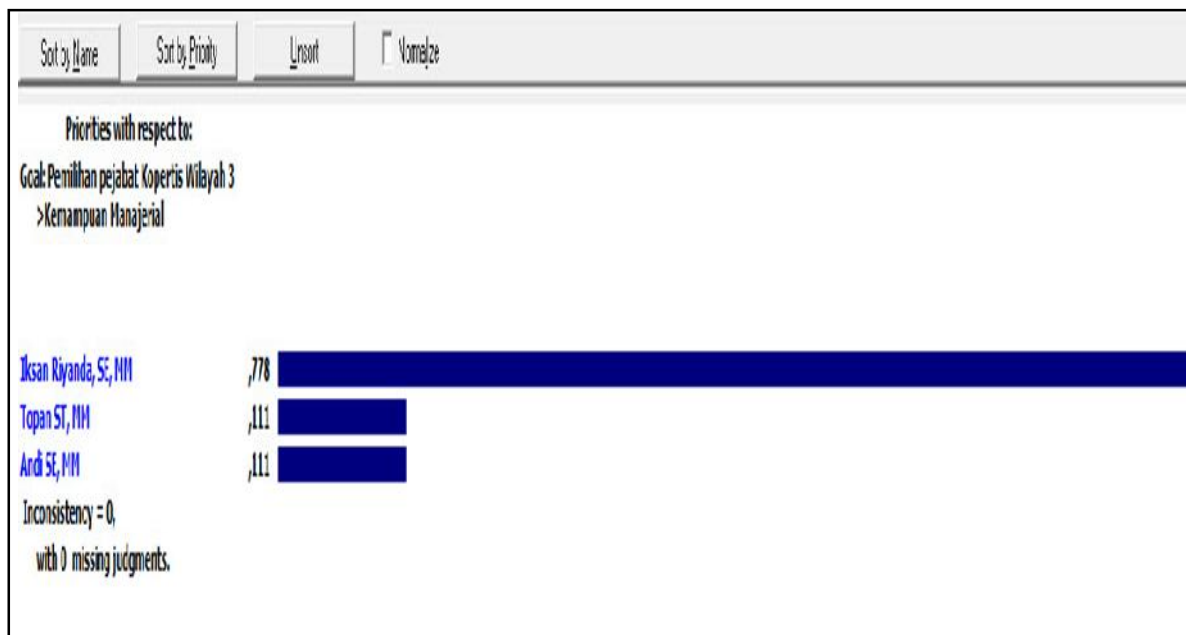 Sort by Name Sort by Priority Unsort Normalize
Priorities with respect to:
Goal: Pemilihan pejabat Kopertis Wilayah 3
>Kemampuan Manajerial
Iksan Riyanda, SE, MM ,778
Topan ST, MM ,111
Andi SE, MM ,111
Inconsistency = 0,
with 0 missing judgments.